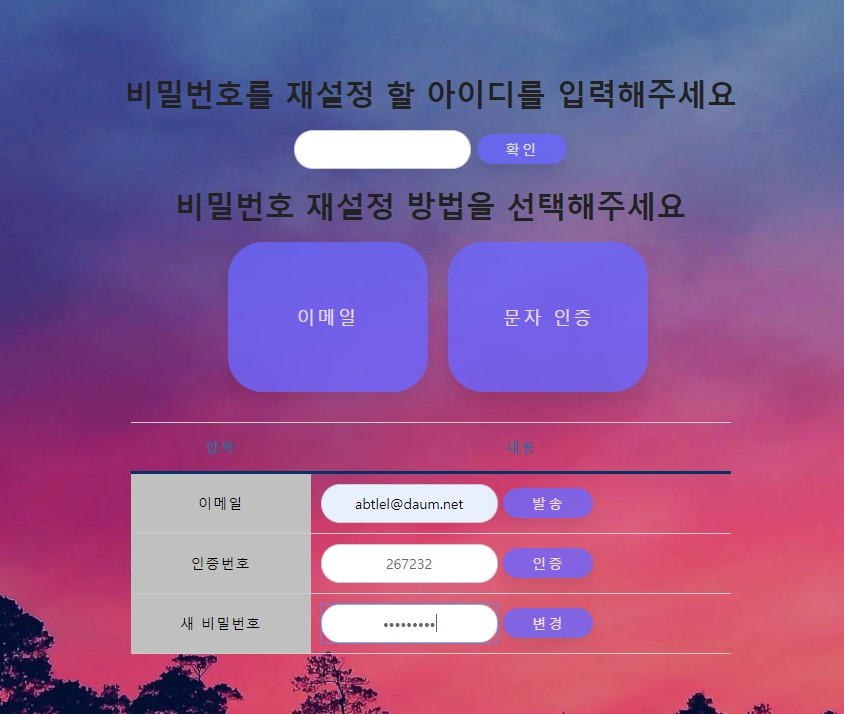 비밀번호를 재설정 할 아이디를 입력해주세요
확인
비밀번호 재설정 방법을 선택해주세요
이메일 문자 인증
항목 내용
이메일 abtlel@daum.net 발송
인증번호 267232 인증
새 비밀번호 ••••••••• 변경